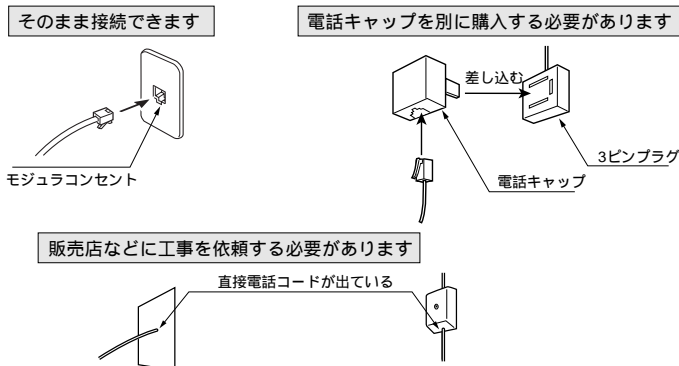 そのまま接続できます
モジュラコンセント
電話キャップを別に購入する必要があります
差し込む
3ピンプラグ
電話キャップ
販売店などに工事を依頼する必要があります
直接電話コードが出ている